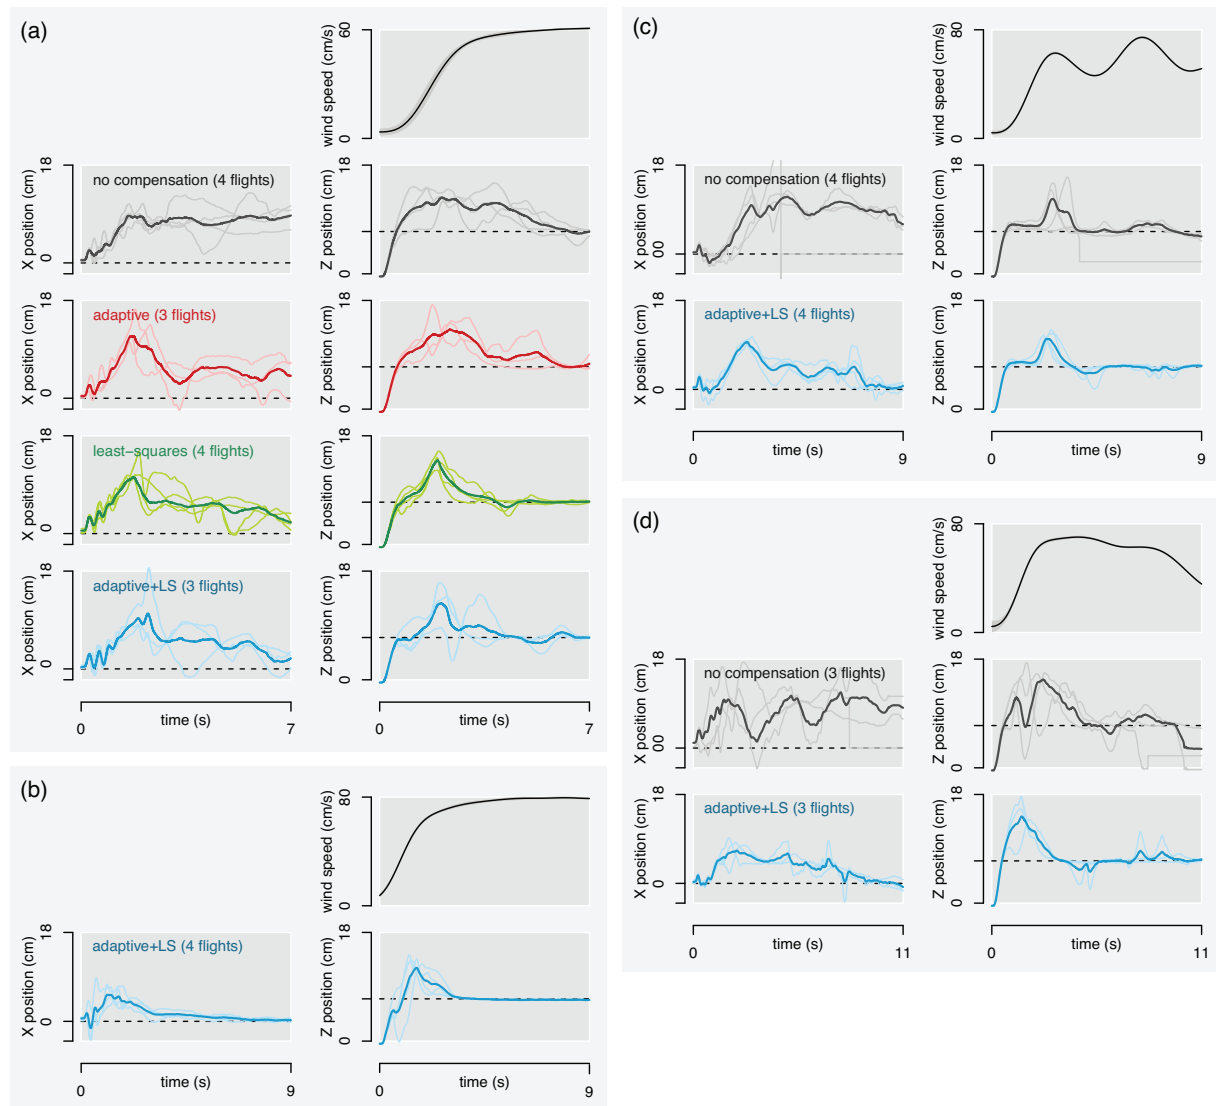 (a)
wind speed (cm/s)
60
0
no compensation (4 flights)
X position (cm)
18
0
Z position (cm)
18
0
adaptive (3 flights)
X position (cm)
18
0
Z position (cm)
18
0
least−squares (4 flights)
X position (cm)
18
0
Z position (cm)
18
0
adaptive+LS (3 flights)
X position (cm)
18
0
Z position (cm)
18
0
time (s)
0
7
time (s)
0
7
(b)
wind speed (cm/s)
80
0
adaptive+LS (4 flights)
X position (cm)
18
0
Z position (cm)
18
0
time (s)
0
9
time (s)
0
9
(c)
wind speed (cm/s)
80
0
no compensation (4 flights)
X position (cm)
18
00
Z position (cm)
18
0
adaptive+LS (4 flights)
X position (cm)
18
0
Z position (cm)
18
0
time (s)
0
9
time (s)
0
9
(d)
wind speed (cm/s)
80
0
no compensation (3 flights)
X position (cm)
18
00
Z position (cm)
18
0
adaptive+LS (3 flights)
X position (cm)
18
0
Z position (cm)
18
0
time (s)
0
11
time (s)
0
11